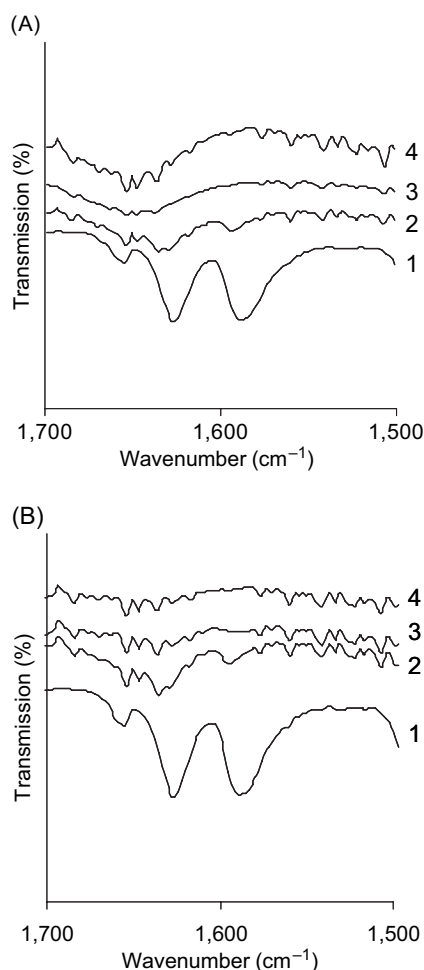 (A)
Transmission (%)
4
3
2
1
1,700 1,600 1,500
Wavenumber (cm⁻¹)
(B)
Transmission (%)
4
3
2
1
1,700 1,600 1,500
Wavenumber (cm⁻¹)